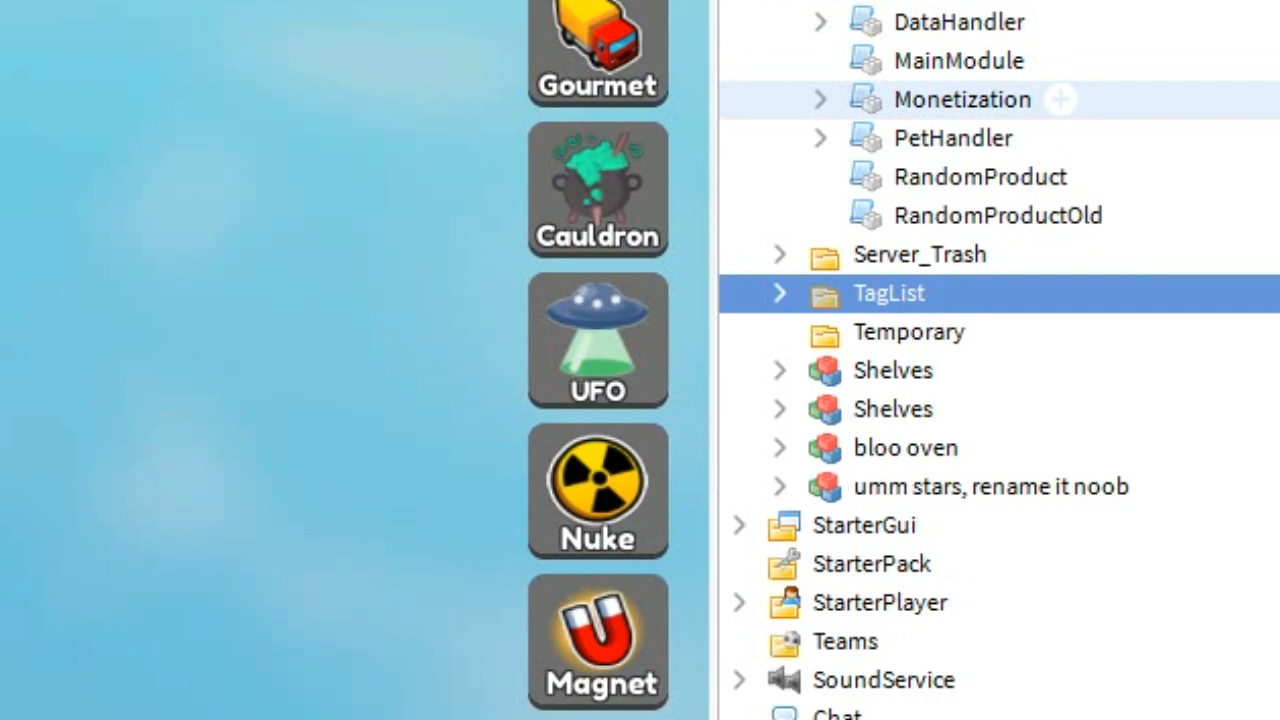 Gourmet
Cauldron
UFO
Nuke
Magnet
DataHandler
MainModule
Monetization
PetHandler
RandomProduct
RandomProductOld
Server_Trash
TagList
Temporary
Shelves
Shelves
bloo oven
umm stars, rename it noob
StarterGui
StarterPack
StarterPlayer
Teams
SoundService
Chat